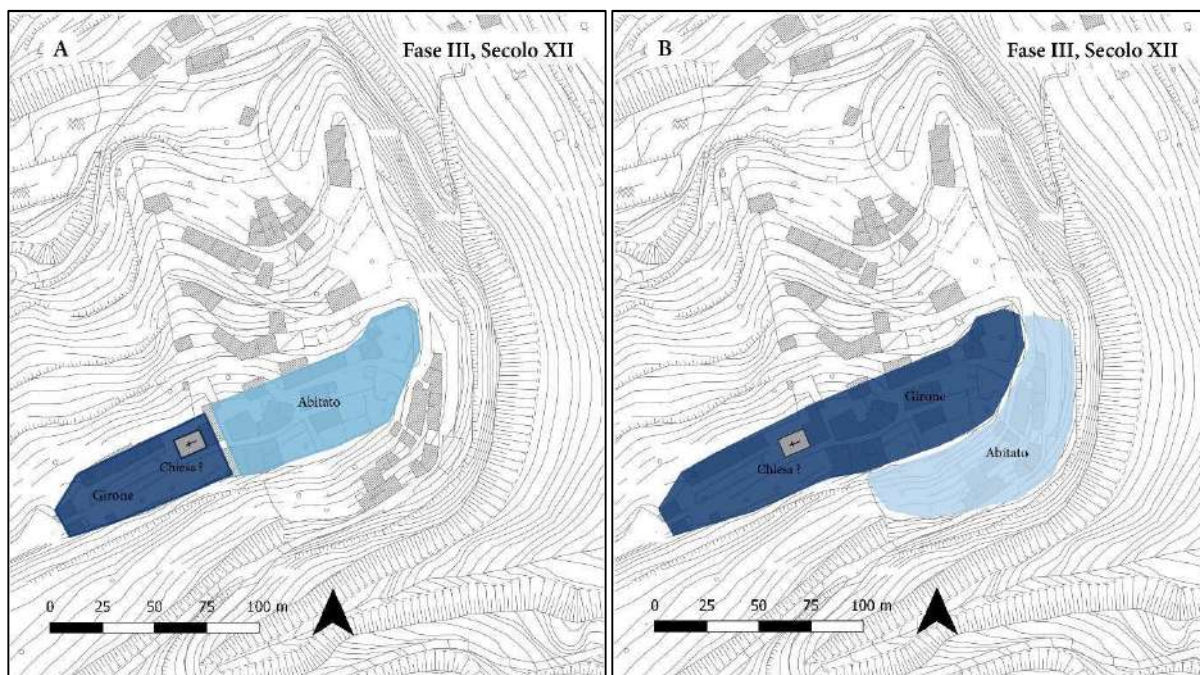 A
Fase III, Secolo XII
Abitato
Chiesa ?
Girone
0 25 50 75 100 m
B
Fase III, Secolo XII
Girone
Chiesa ?
Abitato
0 25 50 75 100 m